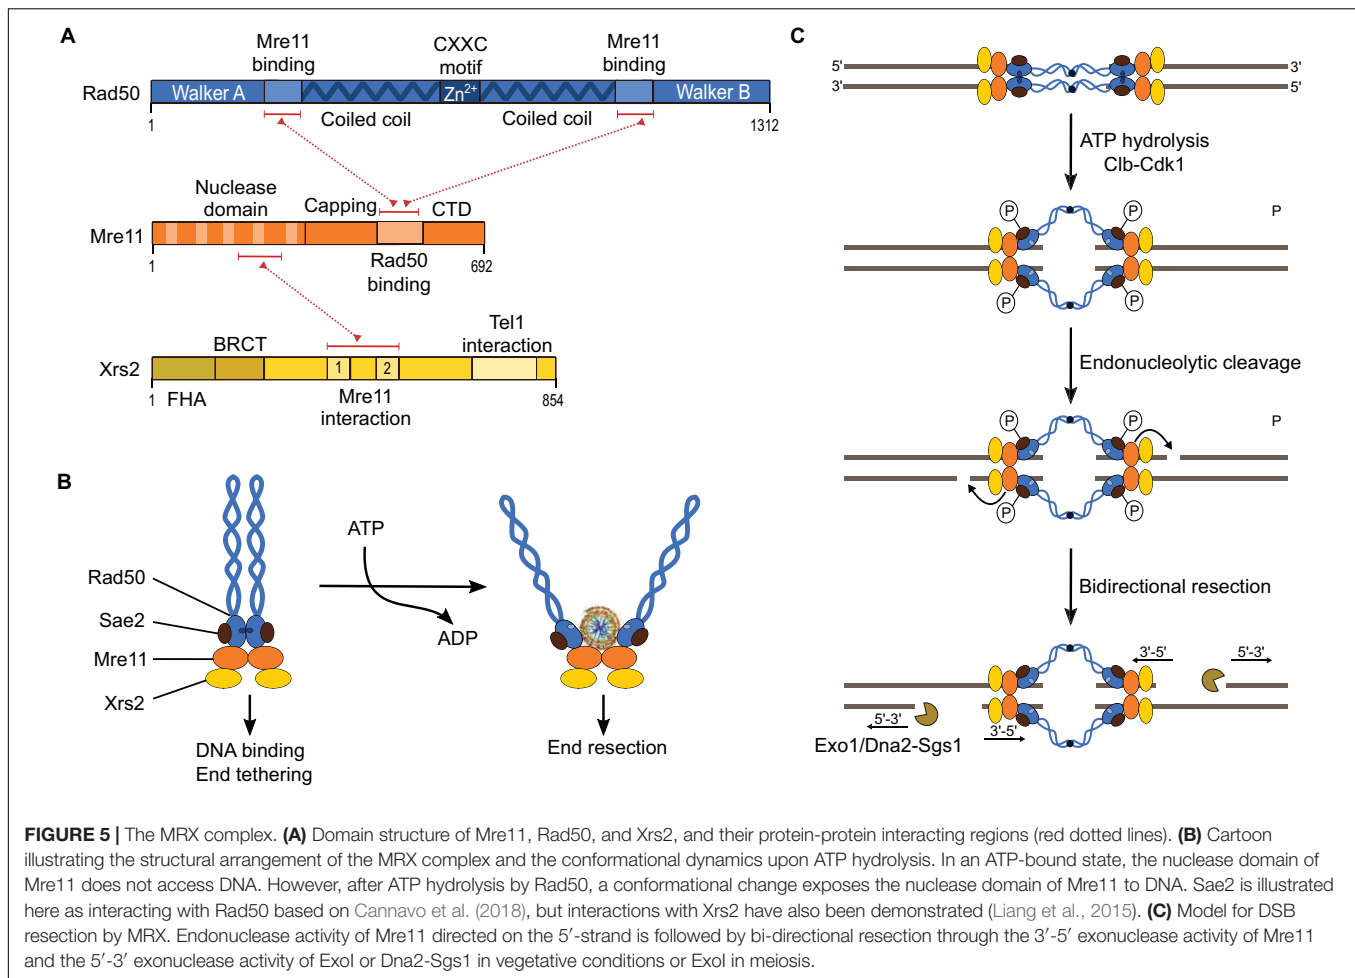 A
Mre11
binding
CXXC
motif
Mre11
binding
Rad50
Walker A
Zn2+
Walker B
1
Coiled coil
Coiled coil
1312
Nuclease
domain
Capping
CTD
Mre11
1
Rad50
binding
692
Tel1
interaction
BRCT
Xrs2
1
2
1
FHA
Mre11
interaction
854
B
Rad50
Sae2
Mre11
Xrs2
ATP
ADP
DNA binding
End tethering
End resection
C
5'
3'
3'
5'
ATP hydrolysis
Clb-Cdk1
P
P
P
P
P
Endonucleolytic cleavage
P
P
P
P
P
Bidirectional resection
3'-5'
5'-3'
5'-3'
3'-5'
Exo1/Dna2-Sgs1
FIGURE 5 | The MRX complex. (A) Domain structure of Mre11, Rad50, and Xrs2, and their protein-protein interacting regions (red dotted lines). (B) Cartoon
illustrating the structural arrangement of the MRX complex and the conformational dynamics upon ATP hydrolysis. In an ATP-bound state, the nuclease domain of
Mre11 does not access DNA. However, after ATP hydrolysis by Rad50, a conformational change exposes the nuclease domain of Mre11 to DNA. Sae2 is illustrated
here as interacting with Rad50 based on Cannavo et al. (2018), but interactions with Xrs2 have also been demonstrated (Liang et al., 2015). (C) Model for DSB
resection by MRX. Endonuclease activity of Mre11 directed on the 5′-strand is followed by bi-directional resection through the 3′-5′ exonuclease activity of Mre11
and the 5′-3′ exonuclease activity of ExoI or Dna2-Sgs1 in vegetative conditions or ExoI in meiosis.